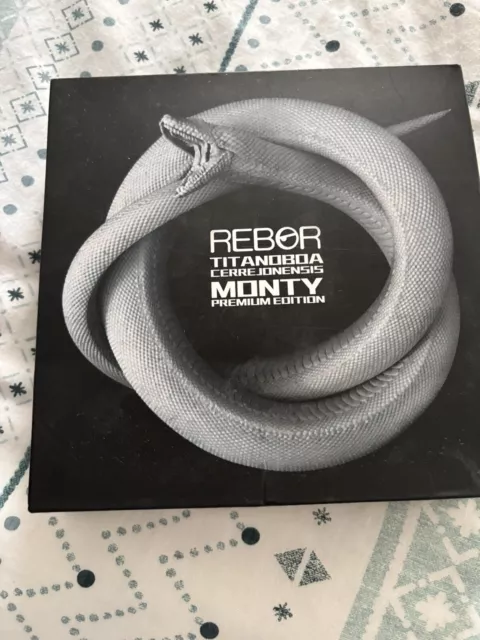 REBOR
TITANOBOA
CERREJONENSIS
MONTY
PREMIUM EDITION